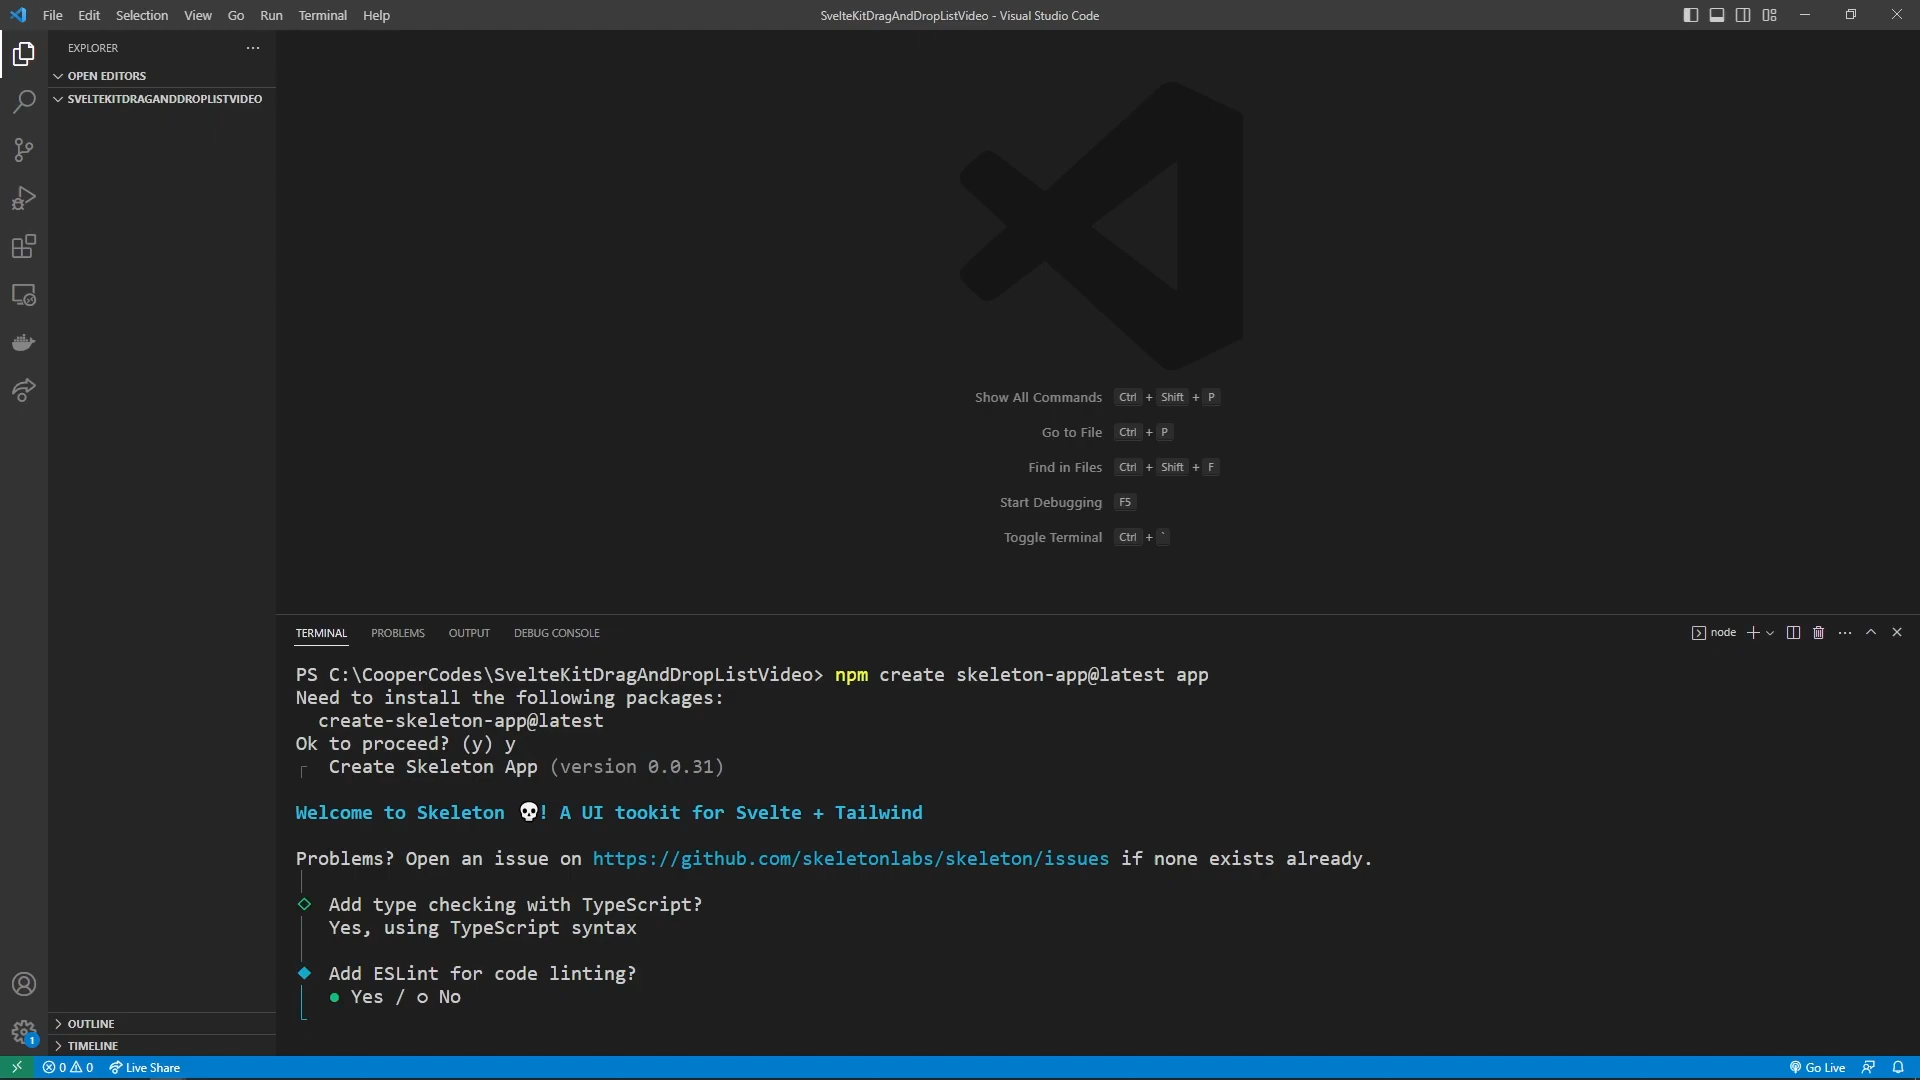 File Edit Selection View Go Run Terminal Help
SvelteKitDragAndDropListVideo - Visual Studio Code
EXPLORER
OPEN EDITORS
SVELTEKITDRAGANDDROPLISTVIDEO
Show All Commands Ctrl + Shift + P
Go to File Ctrl + P
Find in Files Ctrl + Shift + F
Start Debugging F5
Toggle Terminal Ctrl + `
TERMINAL PROBLEMS OUTPUT DEBUG CONSOLE
node
PS C:\CooperCodes\SvelteKitDragAndDropListVideo> npm create skeleton-app@latest app
Need to install the following packages:
create-skeleton-app@latest
Ok to proceed? (y) y
Create Skeleton App (version 0.0.31)
Welcome to Skeleton 💀! A UI tookit for Svelte + Tailwind
Problems? Open an issue on https://github.com/skeletonlabs/skeleton/issues if none exists already.
Add type checking with TypeScript?
Yes, using TypeScript syntax
Add ESLint for code linting?
● Yes / ○ No
OUTLINE
TIMELINE
1
0 0 Live Share
Go Live